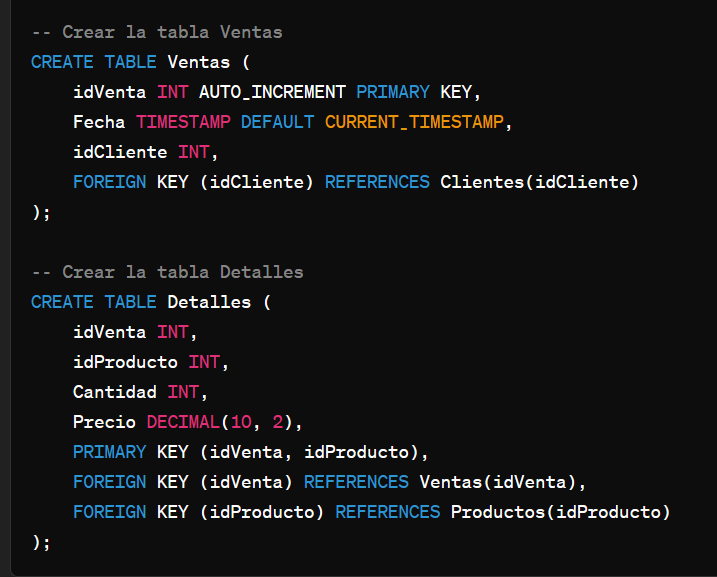 -- Crear la tabla Ventas
CREATE TABLE Ventas (
    idVenta INT AUTO_INCREMENT PRIMARY KEY,
    Fecha TIMESTAMP DEFAULT CURRENT_TIMESTAMP,
    idCliente INT,
    FOREIGN KEY (idCliente) REFERENCES Clientes(idCliente)
);

-- Crear la tabla Detalles
CREATE TABLE Detalles (
    idVenta INT,
    idProducto INT,
    Cantidad INT,
    Precio DECIMAL(10, 2),
    PRIMARY KEY (idVenta, idProducto),
    FOREIGN KEY (idVenta) REFERENCES Ventas(idVenta),
    FOREIGN KEY (idProducto) REFERENCES Productos(idProducto)
);